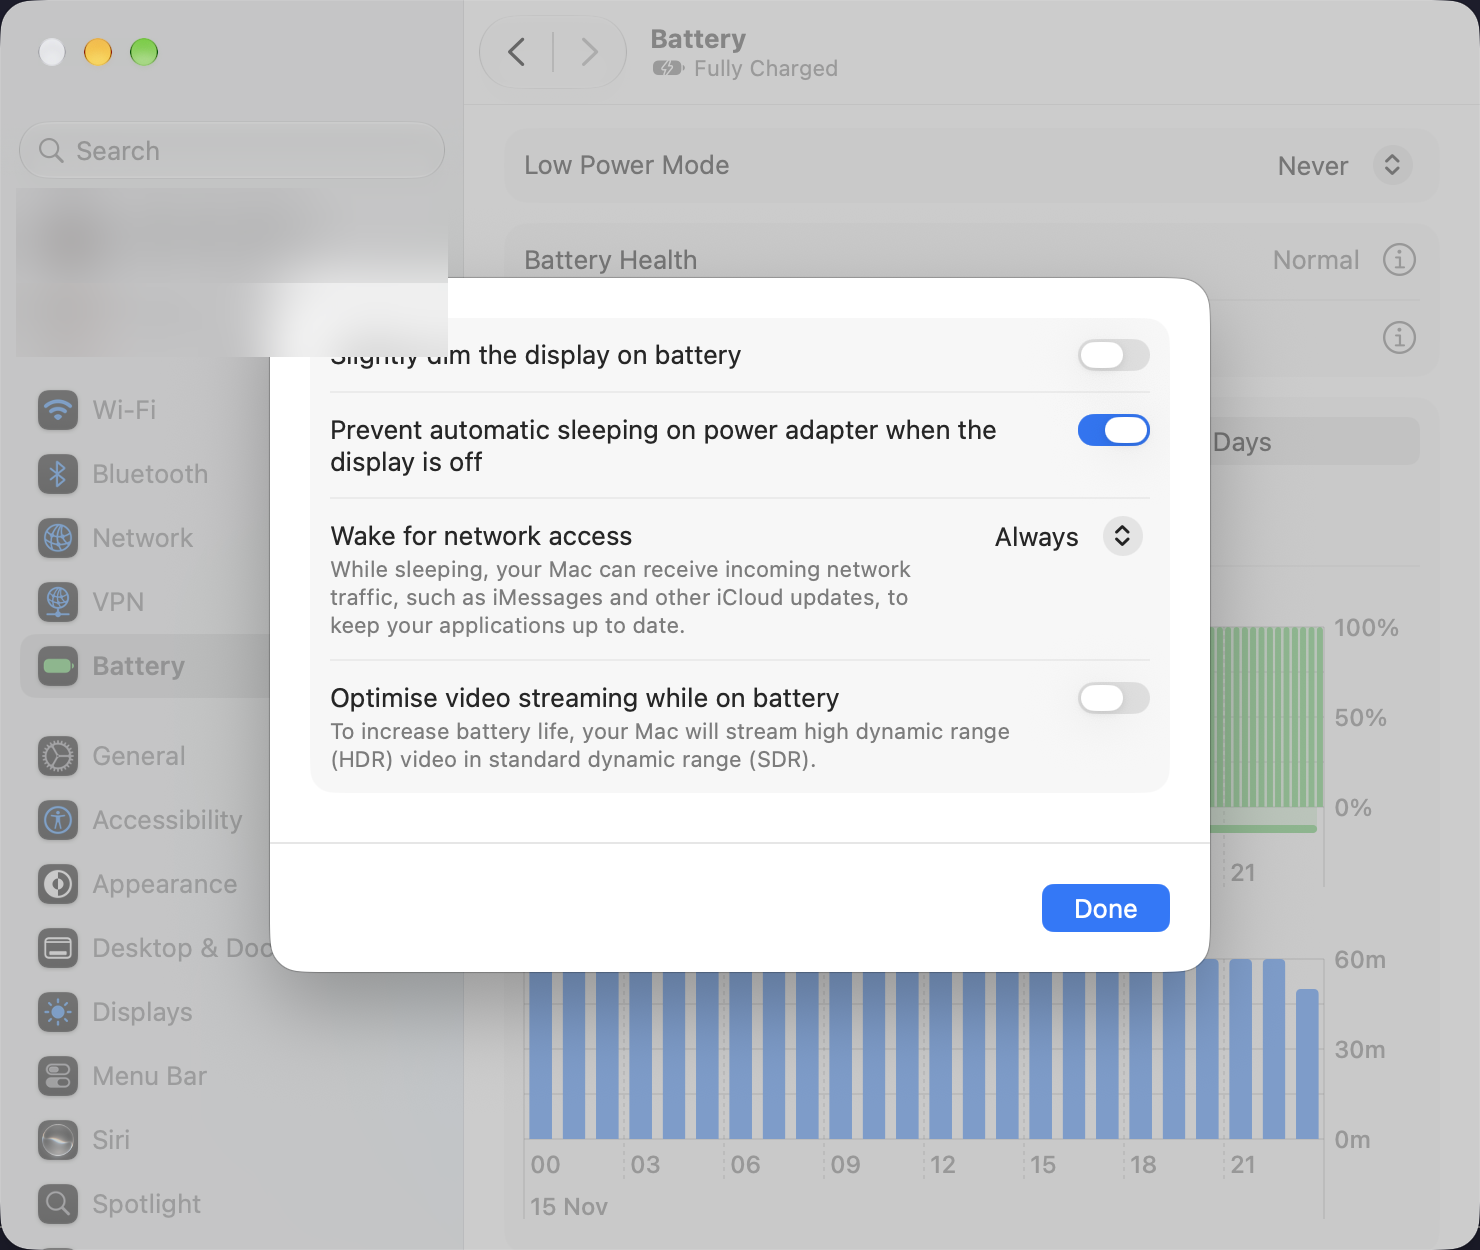 Battery
Fully Charged
Search
Low Power Mode
Never
Battery Health
Normal
Slightly dim the display on battery
Prevent automatic sleeping on power adapter when the
display is off
Wake for network access
Always
While sleeping, your Mac can receive incoming network
traffic, such as iMessages and other iCloud updates, to
keep your applications up to date.
Optimise video streaming while on battery
To increase battery life, your Mac will stream high dynamic range
(HDR) video in standard dynamic range (SDR).
Done
Wi-Fi
Bluetooth
Network
VPN
Battery
General
Accessibility
Appearance
Desktop & Doc
Displays
Menu Bar
Siri
Spotlight
Days
100%
50%
0%
21
60m
30m
0m
00 03 06 09 12 15 18 21
15 Nov